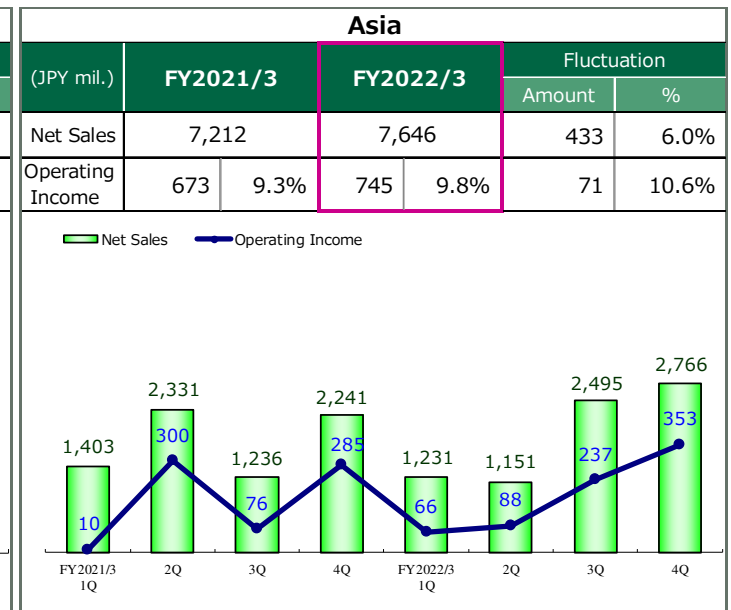 Asia
(JPY mil.) FY2021/3 FY2022/3 Fluctuation
Amount %
Net Sales 7,212 7,646 433 6.0%
Operating Income 673 9.3% 745 9.8% 71 10.6%
Net Sales Operating Income
1,403 2,331 1,236 2,241 1,231 1,151 2,495 2,766
10 300 76 285 66 88 237 353
FY2021/3 1Q 2Q 3Q 4Q FY2022/3 1Q 2Q 3Q 4Q